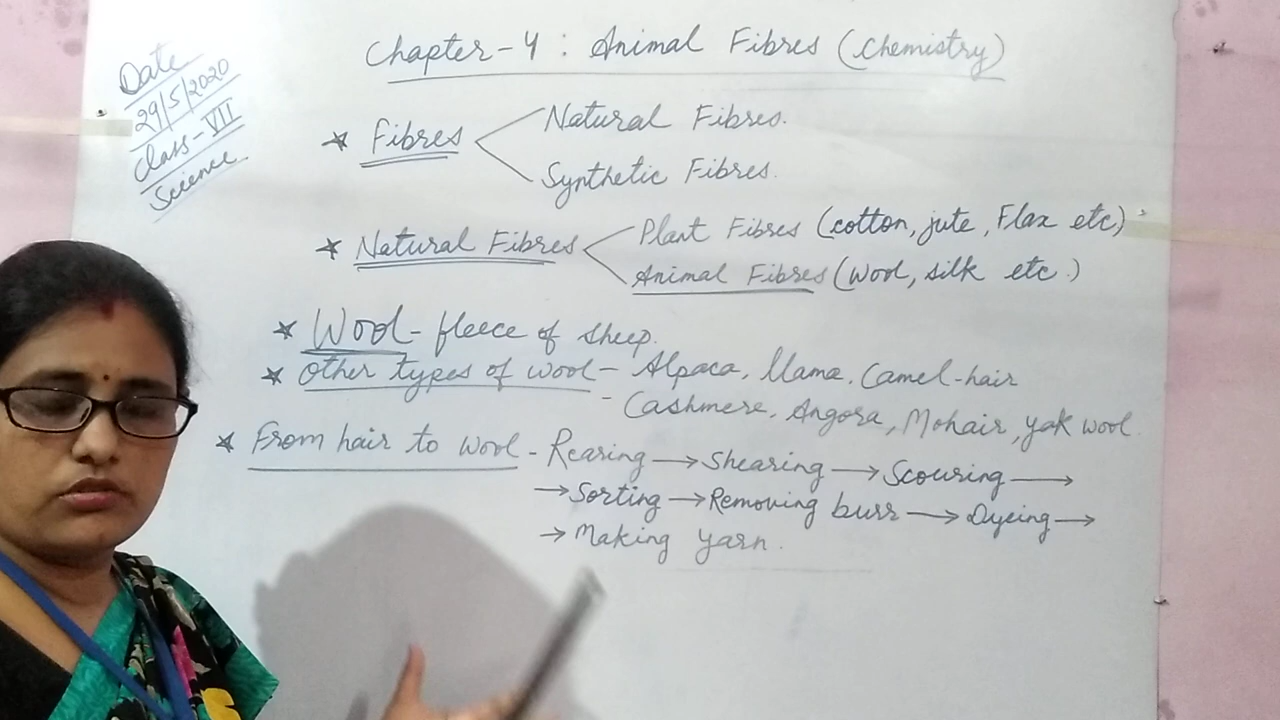 Date
29/5/2020
Class-VII
Science
Chapter-4 : Animal Fibres (Chemistry)
Fibres
Natural Fibres.
Synthetic Fibres.
Natural Fibres
Plant Fibres (cotton, jute, Flax etc)
Animal Fibres (wool, silk etc.)
Wool - fleece of sheep.
Other types of wool - Alpaca, Llama, Camel-hair
- Cashmere, Angora, Mohair, yak wool.
From hair to wool - Rearing → Shearing → Scouring →
→ Sorting → Removing burr → Dyeing →
→ Making yarn.